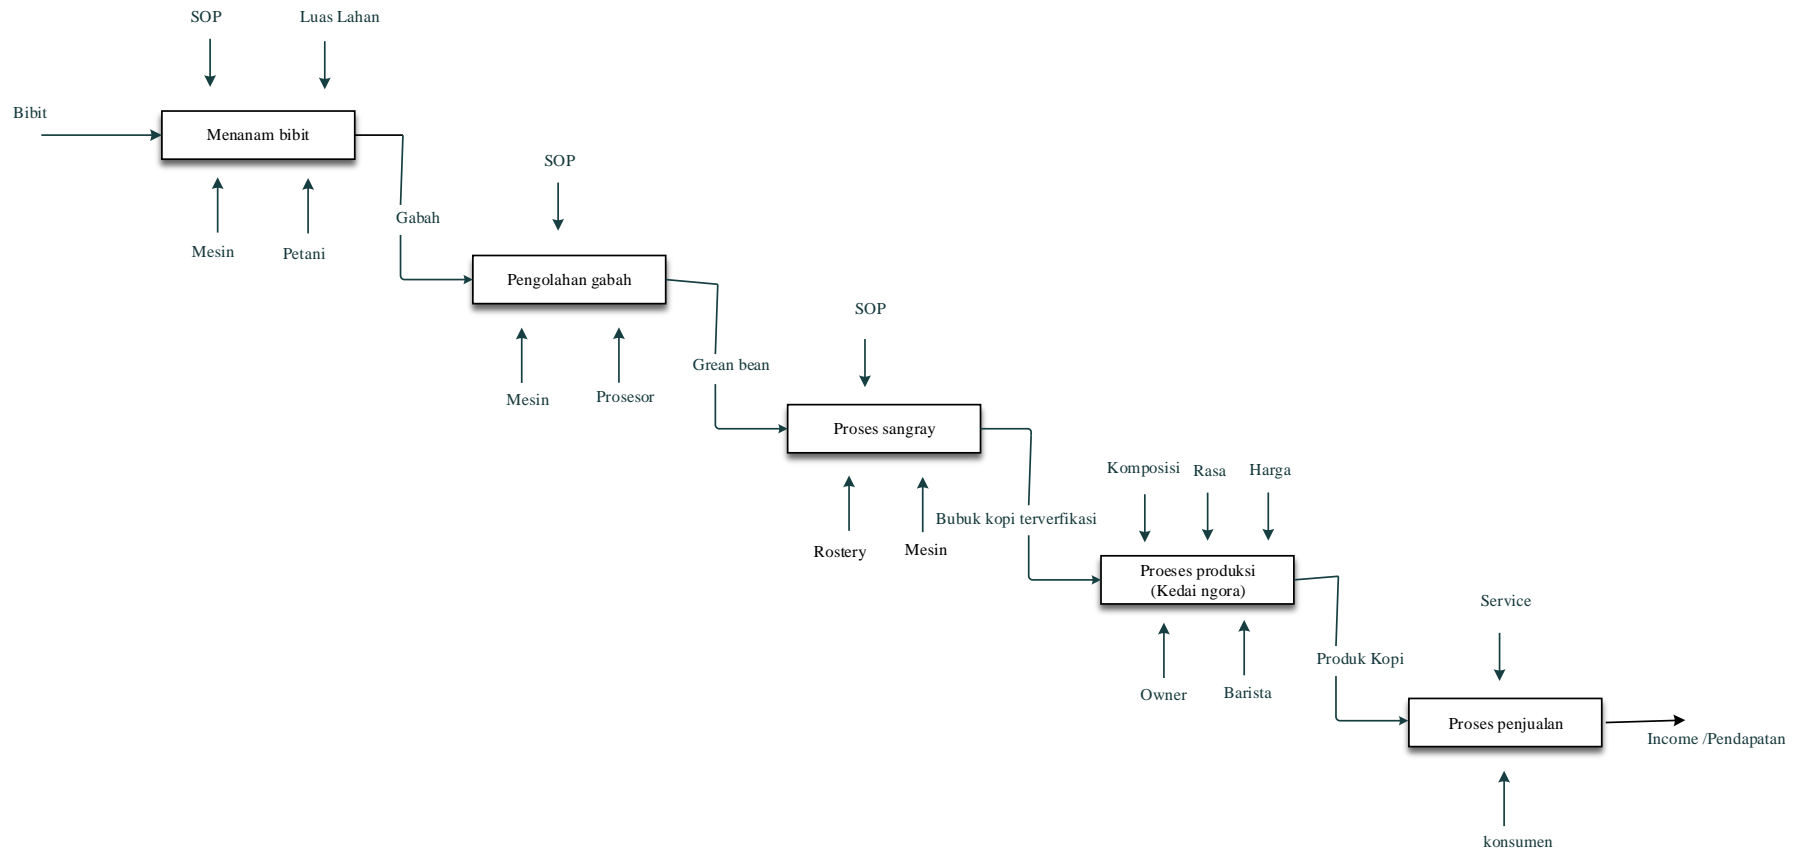 SOP
Luas Lahan
Bibit
Menanam bibit
Mesin
Petani
Gabah
SOP
Pengolahan gabah
Mesin
Prosesor
Grean bean
SOP
Proses sangray
Rostery
Mesin
Bubuk kopi terverfikasi
Komposisi
Rasa
Harga
Proeses produksi
(Kedai ngora)
Owner
Barista
Produk Kopi
Service
Proses penjualan
Income /Pendapatan
konsumen